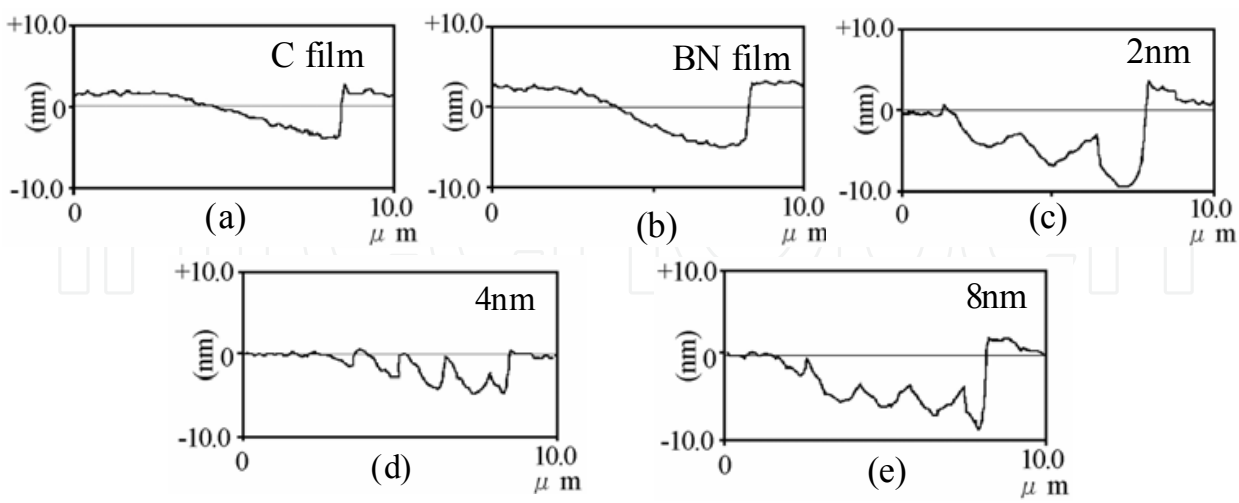 +10.0
C film
(nm)
0
-10.0
0
(a)
10.0
μ m
+10.0
BN film
(nm)
0
-10.0
0
(b)
10.0
μ m
+10.0
2nm
(nm)
0
-10.0
0
(c)
10.0
μ m
+10.0
4nm
(nm)
0
-10.0
0
(d)
10.0
μ m
+10.0
8nm
(nm)
0
-10.0
0
(e)
10.0
μ m